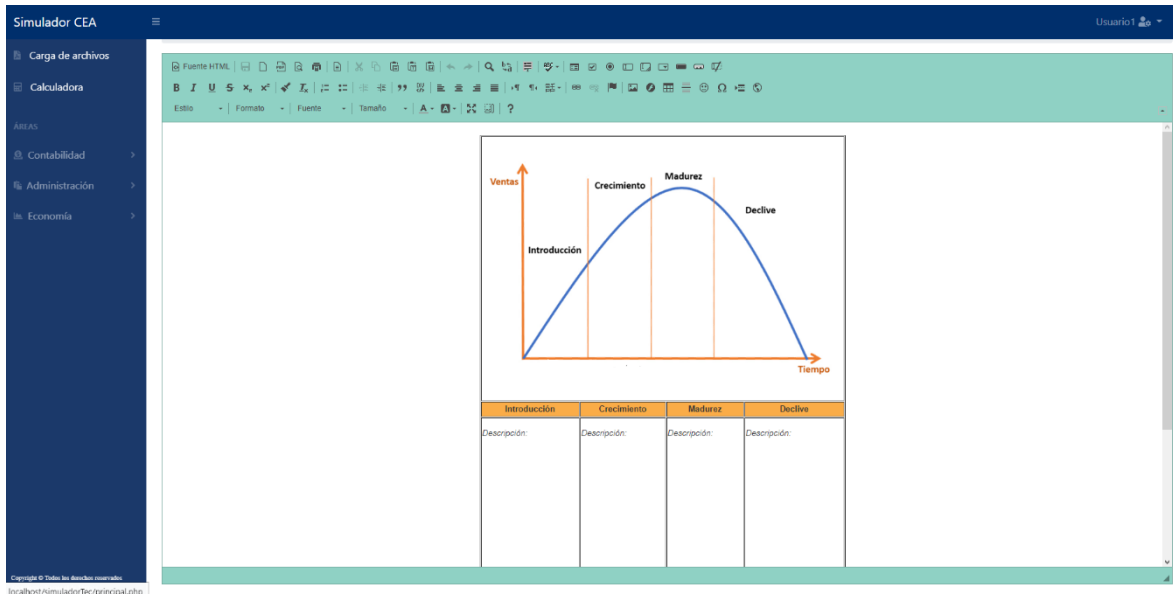 Simulador CEA
Usuario1
Carga de archivos
Calculadora
ÁREAS
Contabilidad
Administración
Economía
Fuente HTML
Estilo
Formato
Fuente
Tamaño
Ventas
Introducción
Crecimiento
Madurez
Declive
Tiempo
Introducción Crecimiento Madurez Declive
Descripción: Descripción: Descripción: Descripción:
Copyright © Todos los derechos reservados
localhost/simuladorTec/principal.php